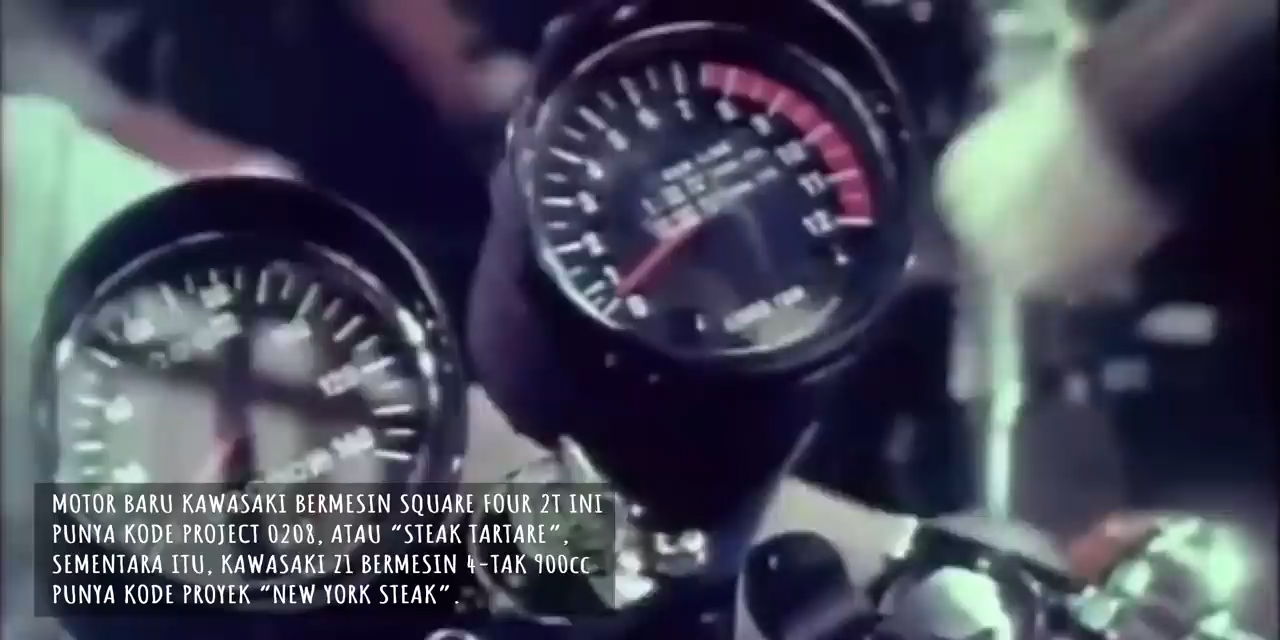 MOTOR BARU KAWASAKI BERMESIN SQUARE FOUR 2T INI
PUNYA KODE PROJECT 0208, ATAU “STEAK TARTARE”,
SEMENTARA ITU, KAWASAKI Z1 BERMESIN 4-TAK 900cc
PUNYA KODE PROYEK “NEW YORK STEAK”.